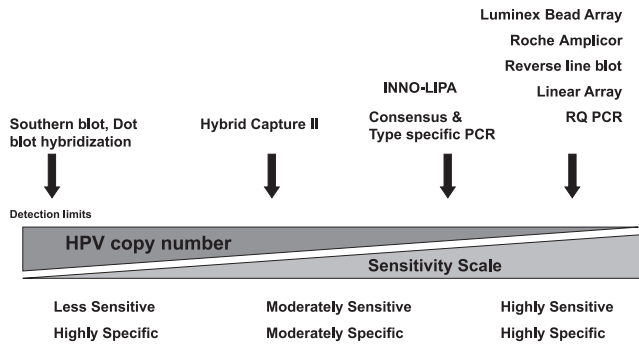 Luminex Bead Array
Roche Amplicor
Reverse line blot
Linear Array
RQ PCR
INNO-LIPA
Consensus &
Type specific PCR
Hybrid Capture II
Southern blot, Dot
blot hybridization
Detection limits
HPV copy number
Sensitivity Scale
Less Sensitive
Highly Specific
Moderately Sensitive
Moderately Specific
Highly Sensitive
Highly Specific